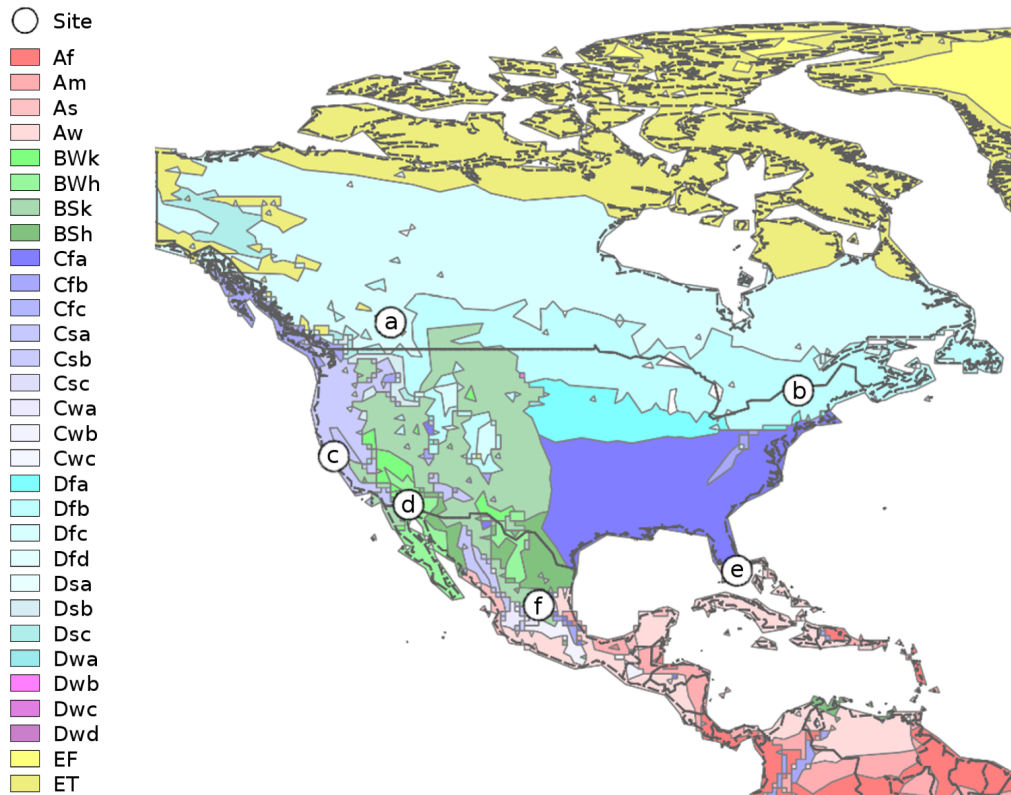 Site
Af
Am
As
Aw
BWk
BWh
BSk
BSh
Cfa
Cfb
Cfc
Csa
Csb
Csc
Cwa
Cwb
Cwc
Dfa
Dfb
Dfc
Dfd
Dsa
Dsb
Dsc
Dwa
Dwb
Dwc
Dwd
EF
ET
a
b
c
d
e
f